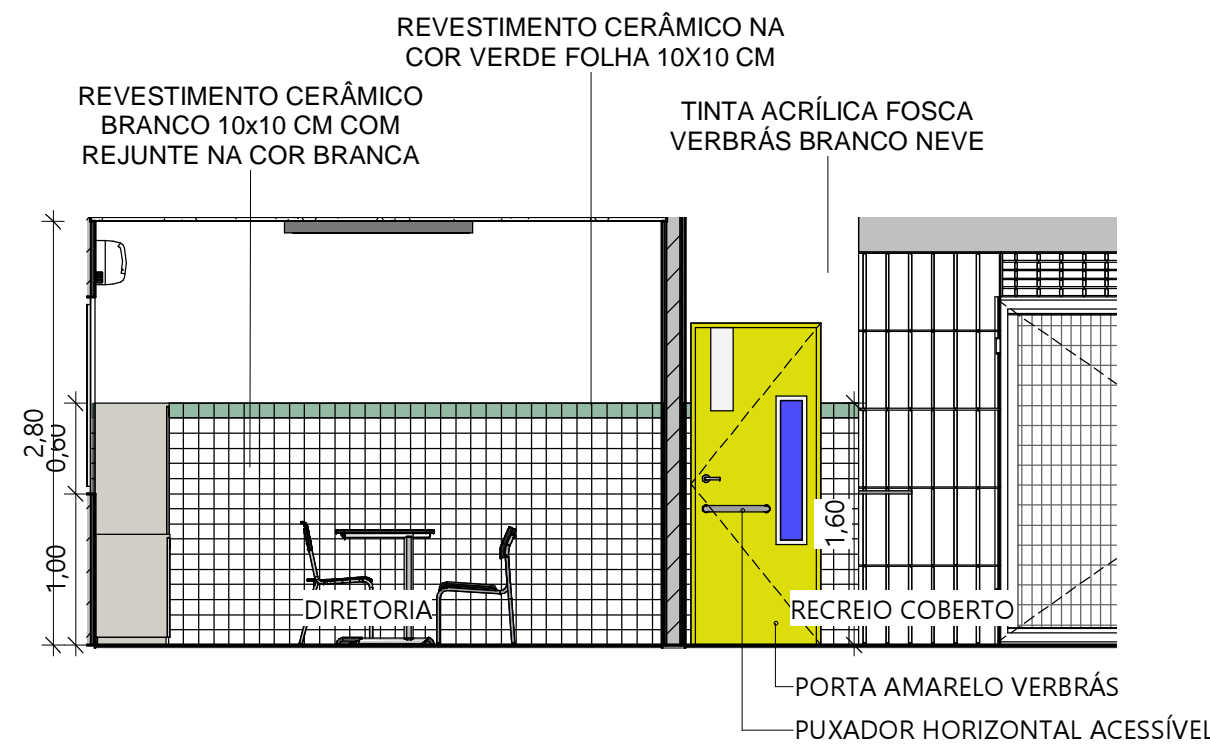 REVESTIMENTO CERÂMICO NA
COR VERDE FOLHA 10X10 CM
REVESTIMENTO CERÂMICO
BRANCO 10x10 CM COM
REJUNTE NA COR BRANCA
TINTA ACRÍLICA FOSCA
VERBRÁS BRANCO NEVE
2,80
0,60
1,00
1,60
DIRETORIA
RECREIO COBERTO
PORTA AMARELO VERBRÁS
PUXADOR HORIZONTAL ACESSÍVEL